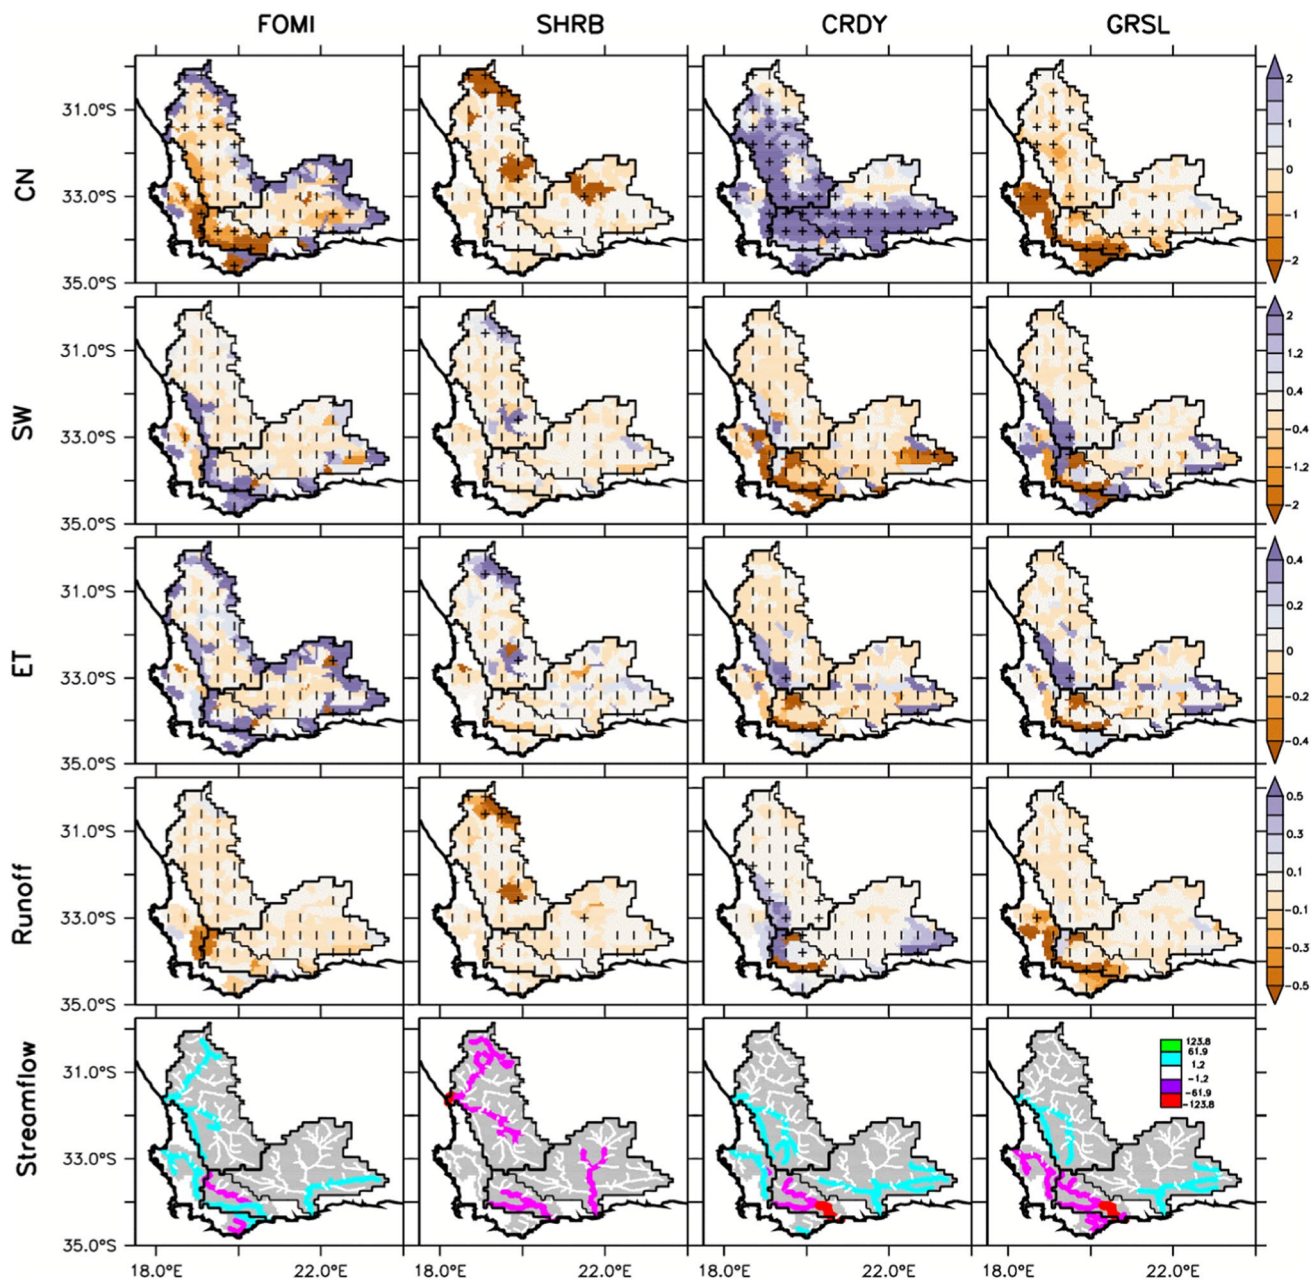 FOMI SHRB CRDY GRSL
CN
31.0°S
33.0°S
35.0°S
2
1
0
-1
-2
SW
31.0°S
33.0°S
35.0°S
2
1.2
0.4
-0.4
-1.2
-2
ET
31.0°S
33.0°S
35.0°S
0.4
0.2
0
-0.2
-0.4
Runoff
31.0°S
33.0°S
35.0°S
0.5
0.3
0.1
-0.1
-0.3
-0.5
Streamflow
31.0°S
33.0°S
35.0°S
123.8
61.9
1.2
-1.2
-61.9
-123.8
18.0°E 22.0°E 18.0°E 22.0°E 18.0°E 22.0°E 18.0°E 22.0°E